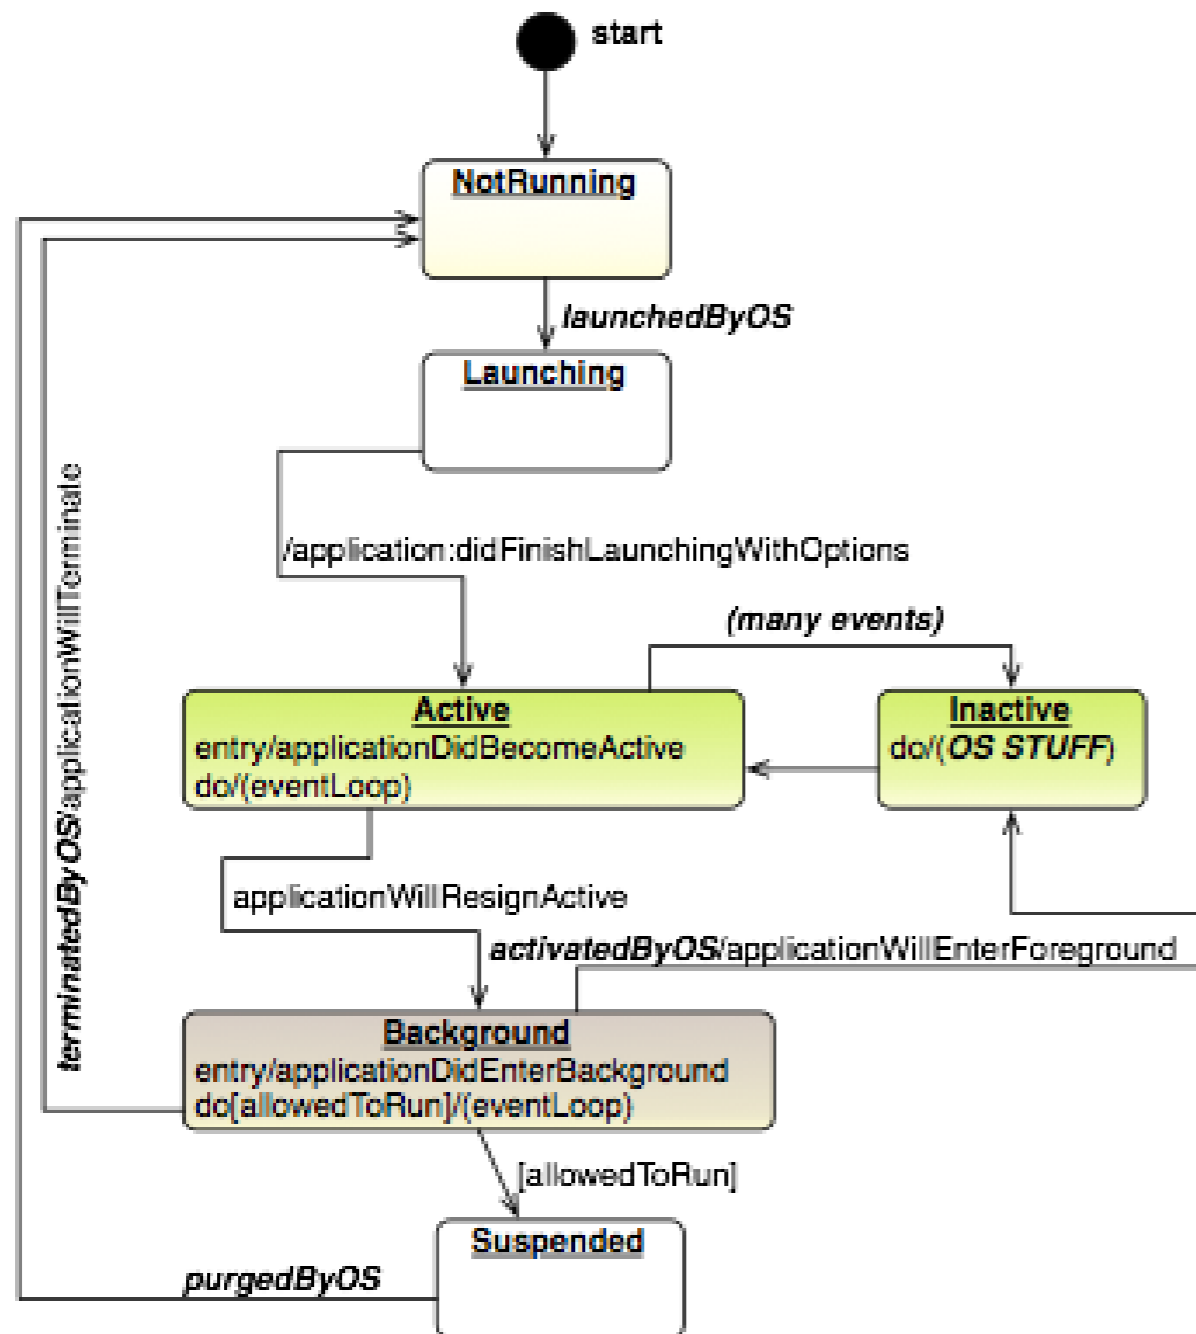 start
NotRunning
launchedByOS
Launching
/application:didFinishLaunchingWithOptions
(many events)
Active
entry/applicationDidBecomeActive
do/(eventLoop)
Inactive
do/(OS STUFF)
terminatedByOS/applicationWillTerminate
applicationWillResignActive
activatedByOS/applicationWillEnterForeground
Background
entry/applicationDidEnterBackground
do[allowedToRun]/(eventLoop)
[allowedToRun]
Suspended
purgedByOS